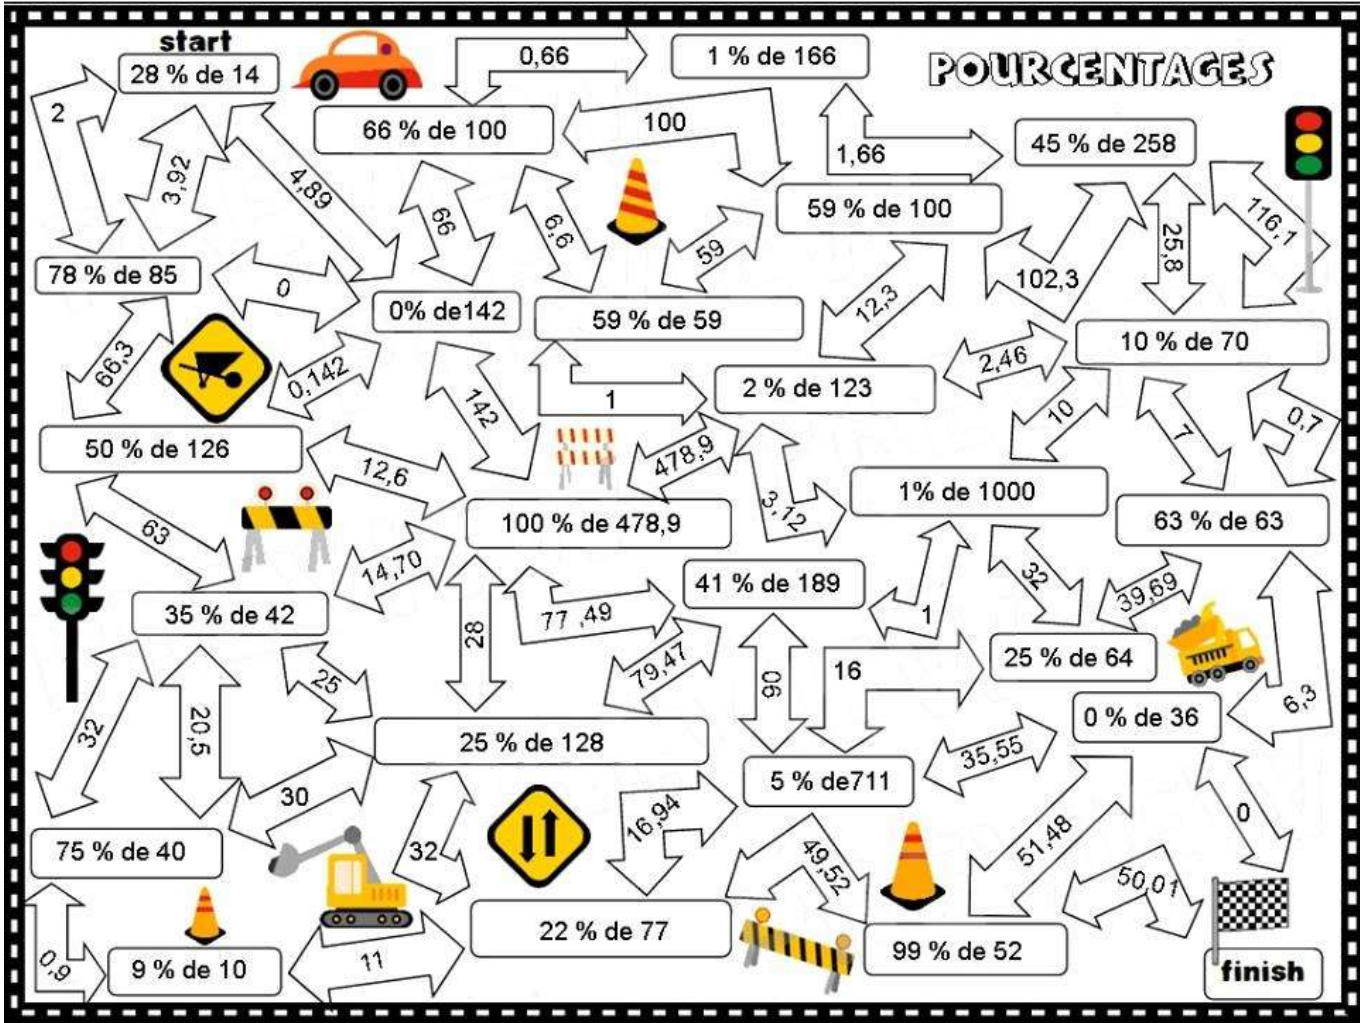 start
POURCENTAGES
28 % de 14
0,66
1 % de 166
2
3,92
4,89
66 % de 100
100
1,66
45 % de 258
66
6,6
59
59 % de 100
102,3
25,8
116,1
78 % de 85
0
0% de142
59 % de 59
12,3
10 % de 70
66,3
0,142
142
1
2 % de 123
2,46
10
7
0,7
50 % de 126
12,6
478,9
3,12
1% de 1000
63 % de 63
63
14,70
100 % de 478,9
41 % de 189
32
39,69
35 % de 42
28
77 ,49
79,47
1
25 % de 64
32
20,5
25
90
16
0 % de 36
6,3
25 % de 128
5 % de711
35,55
30
32
16,94
49,52
51,48
0
75 % de 40
50,01
0,9
9 % de 10
11
22 % de 77
99 % de 52
finish